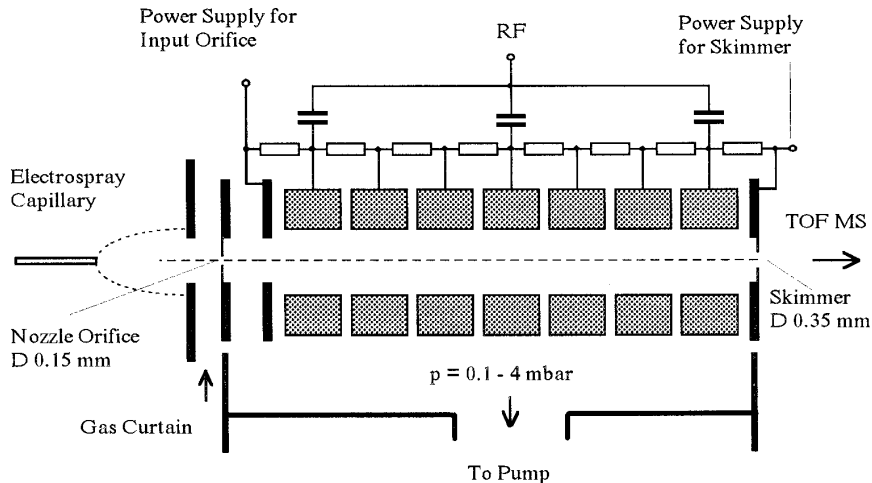 Power Supply for
Input Orifice
RF
Power Supply
for Skimmer
Electrospray
Capillary
TOF MS
Nozzle Orifice
D 0.15 mm
Skimmer
D 0.35 mm
p = 0.1 - 4 mbar
Gas Curtain
To Pump